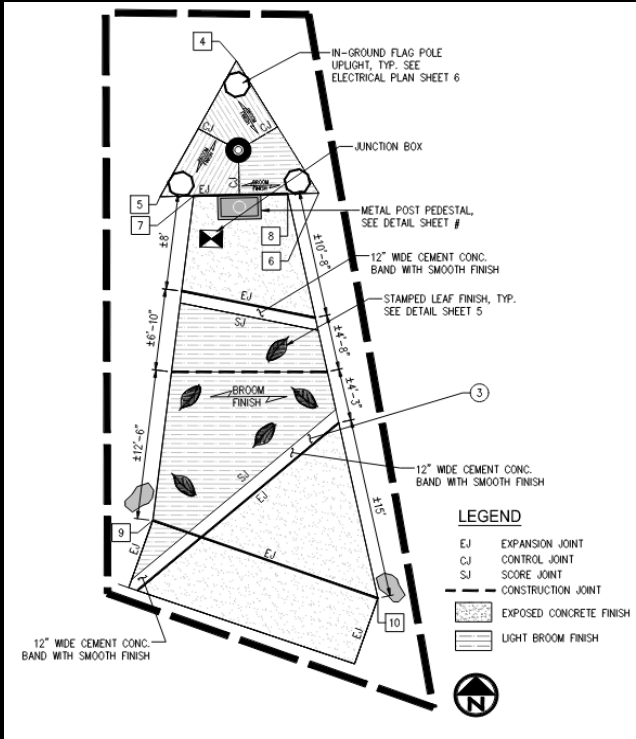 4
IN-GROUND FLAG POLE
UPLIGHT, TYP. SEE
ELECTRICAL PLAN SHEET 6
BROOM
FINISH
CJ
CJ
BROOM
FINISH
JUNCTION BOX
CJ
BROOM
FINISH
5
EJ
7
METAL POST PEDESTAL,
SEE DETAIL SHEET #
8
6
±8'
±10'-8"
12" WIDE CEMENT CONC.
BAND WITH SMOOTH FINISH
EJ
SJ
STAMPED LEAF FINISH, TYP.
SEE DETAIL SHEET 5
±6'-10"
±4'-8"
BROOM
FINISH
±4'-3"
3
±12'-6"
12" WIDE CEMENT CONC.
BAND WITH SMOOTH FINISH
SJ
EJ
±15'
9
EJ
EJ
10
EJ
12" WIDE CEMENT CONC.
BAND WITH SMOOTH FINISH
LEGEND
EJ EXPANSION JOINT
CJ CONTROL JOINT
SJ SCORE JOINT
CONSTRUCTION JOINT
EXPOSED CONCRETE FINISH
LIGHT BROOM FINISH
N